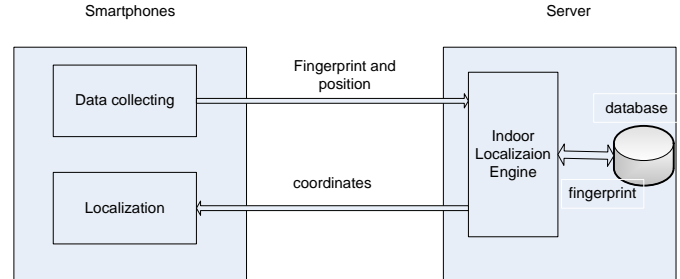 Smartphones
Server
Data collecting
Fingerprint and
position
Indoor
Localizaion
Engine
database
fingerprint
Localization
coordinates